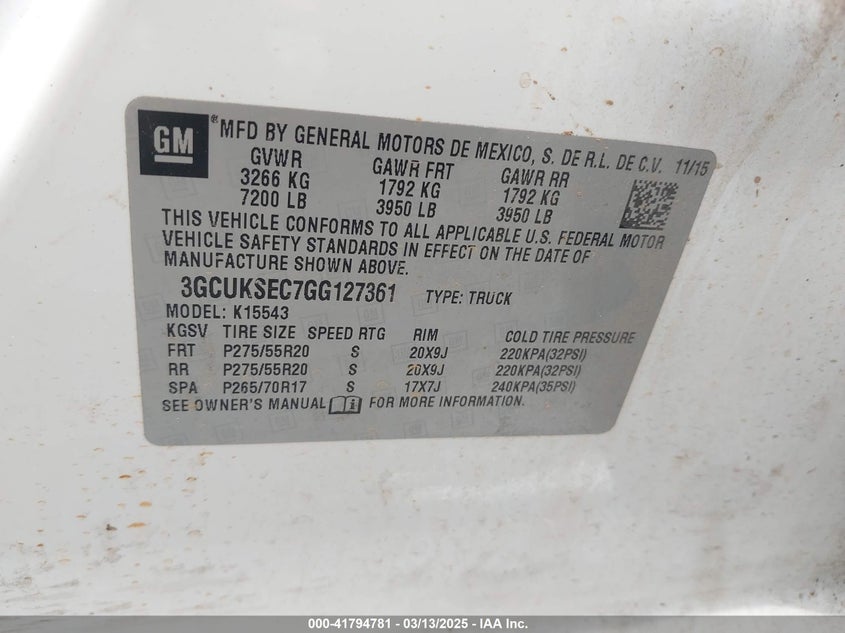 GM ® MFD BY GENERAL MOTORS DE MEXICO, S. DE R.L. DE C.V. 11/15
GVWR GAWR FRT GAWR RR
3266 KG 1792 KG 1792 KG
7200 LB 3950 LB 3950 LB
THIS VEHICLE CONFORMS TO ALL APPLICABLE U.S. FEDERAL MOTOR
VEHICLE SAFETY STANDARDS IN EFFECT ON THE DATE OF
MANUFACTURE SHOWN ABOVE.
3GCUKSEC7GG127361 TYPE: TRUCK
MODEL: K15543
KGSV TIRE SIZE SPEED RTG RIM COLD TIRE PRESSURE
FRT P275/55R20 S 20X9J 220KPA(32PSI)
RR P275/55R20 S 20X9J 220KPA(32PSI)
SPA P265/70R17 S 17X7J 240KPA(35PSI)
SEE OWNER'S MANUAL i FOR MORE INFORMATION.
000-41794781 - 03/13/2025 - IAA Inc.